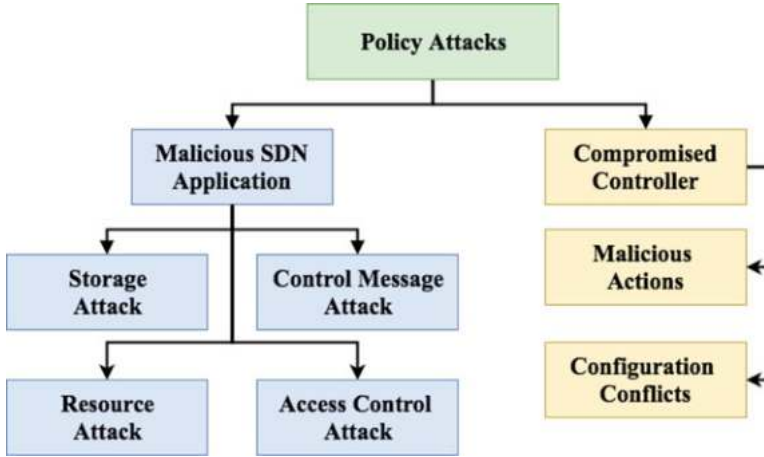 Policy Attacks
Malicious SDN
Application
Compromised
Controller
Storage
Attack
Control Message
Attack
Malicious
Actions
Resource
Attack
Access Control
Attack
Configuration
Conflicts